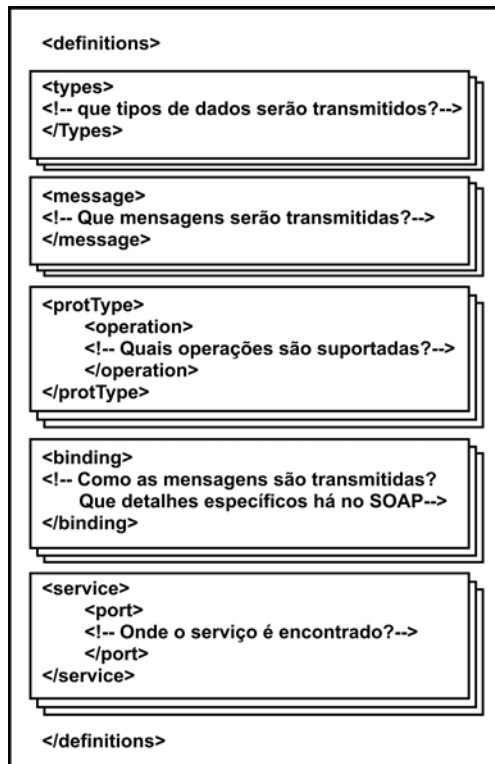 <definitions>
<types>
<!-- que tipos de dados serão transmitidos?-->
</Types>
<message>
<!-- Que mensagens serão transmitidas?-->
</message>
<protType>
<operation>
<!-- Quais operações são suportadas?-->
</operation>
</protType>
<binding>
<!-- Como as mensagens são transmitidas?
Que detalhes específicos há no SOAP-->
</binding>
<service>
<port>
<!-- Onde o serviço é encontrado?-->
</port>
</service>
</definitions>